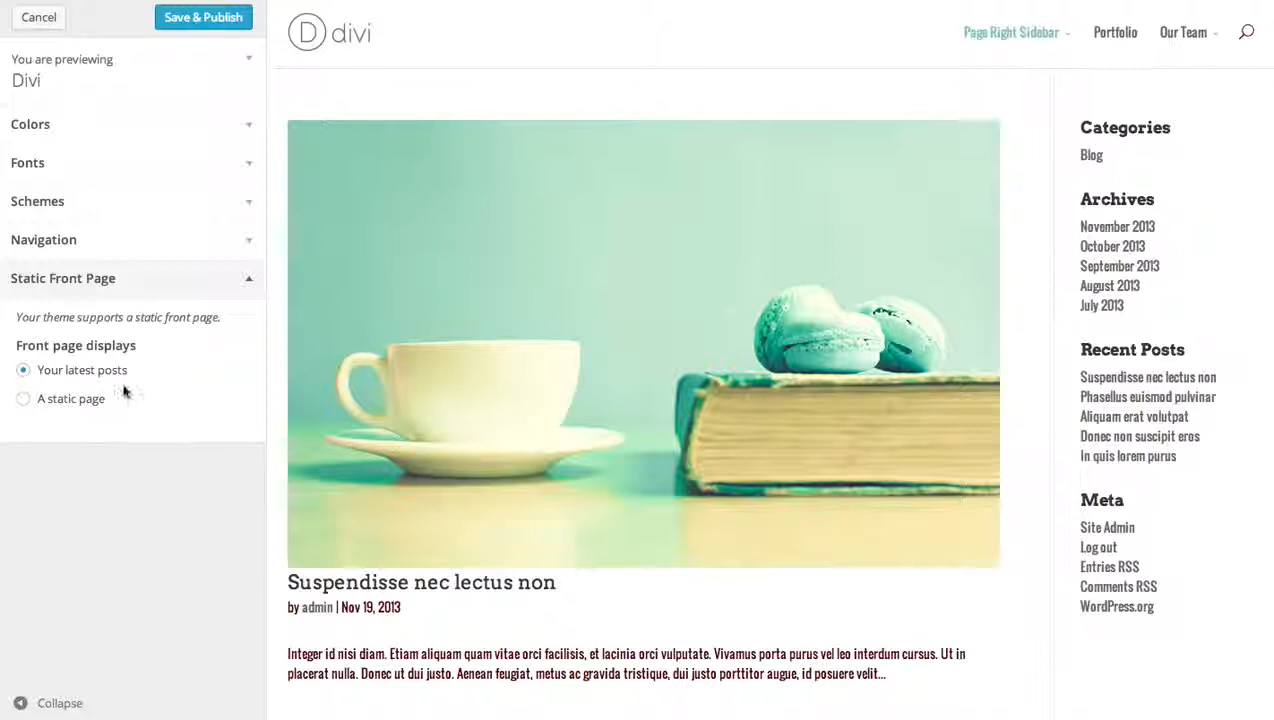 Cancel
Save & Publish
You are previewing
Divi
Colors
Fonts
Schemes
Navigation
Static Front Page
Your theme supports a static front page.
Front page displays
Your latest posts
A static page
Collapse
D divi
Page Right Sidebar
Portfolio
Our Team
Suspendisse nec lectus non
by admin | Nov 19, 2013
Integer id nisi diam. Etiam aliquam quam vitae orci facilisis, et lacinia orci vulputate. Vivamus porta purus vel leo interdum cursus. Ut in
placerat nulla. Donec ut dui justo. Aenean feugiat, metus ac gravida tristique, dui justo porttitor augue, id posuere velit...
Categories
Blog
Archives
November 2013
October 2013
September 2013
August 2013
July 2013
Recent Posts
Suspendisse nec lectus non
Phasellus euismod pulvinar
Aliquam erat volutpat
Donec non suscipit eros
In quis lorem purus
Meta
Site Admin
Log out
Entries RSS
Comments RSS
WordPress.org